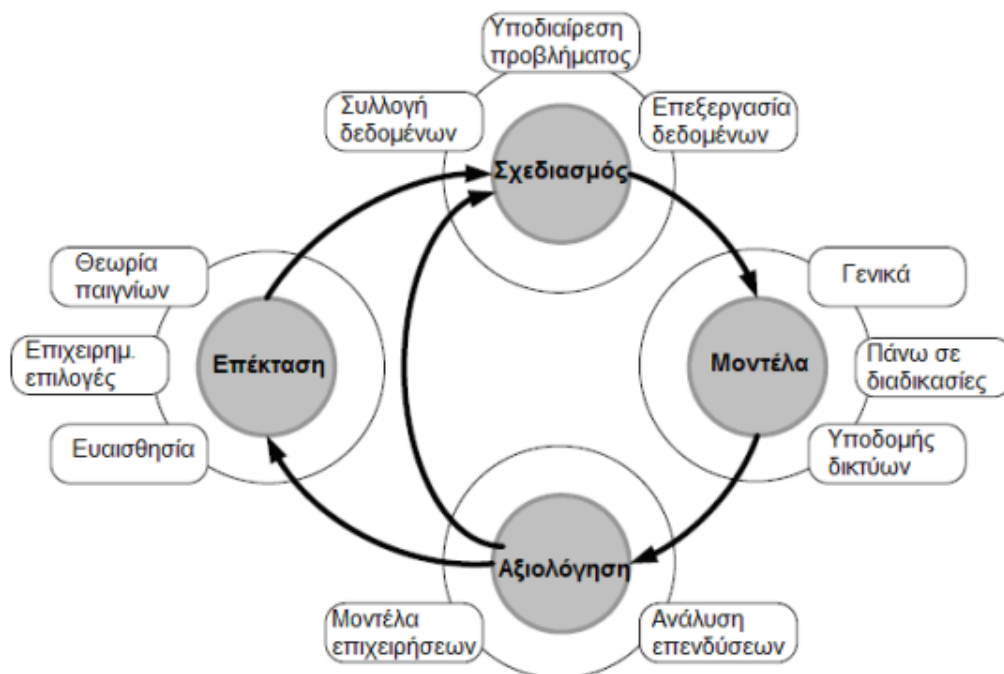 Υποδιαίρεση
προβλήματος
Συλλογή
δεδομένων
Επεξεργασία
δεδομένων
Σχεδιασμός
Θεωρία
παιγνίων
Επιχειρημ.
επιλογές
Ευαισθησία
Επέκταση
Μοντέλα
Γενικά
Πάνω σε
διαδικασίες
Υποδομής
δικτύων
Αξιολόγηση
Μοντέλα
επιχειρήσεων
Ανάλυση
επενδύσεων